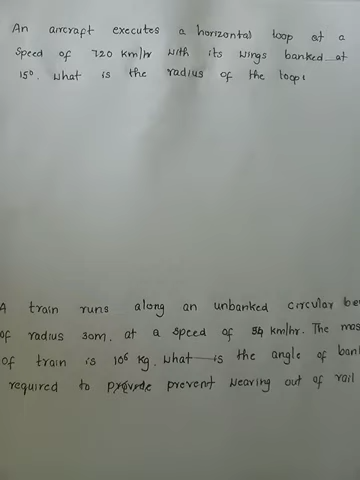 An aircraft executes a horizontal loop at a
speed of 720 km/hr with its wings banked at
15°. what is the radius of the loop?
A train runs along an unbanked circular be
of radius 30m. at a speed of 54 km/hr. The mas
of train is 10⁶ kg. what is the angle of ban
required to provide prevent wearing out of rail